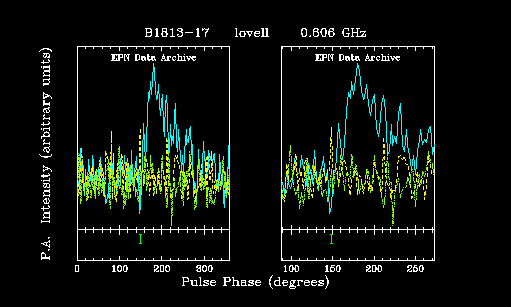 B1813-17 lovell 0.606 GHz
EPN Data Archive EPN Data Archive
P.A. Intensity (arbitrary units)
0 100 200 300 100 150 200 250
Pulse Phase (degrees)